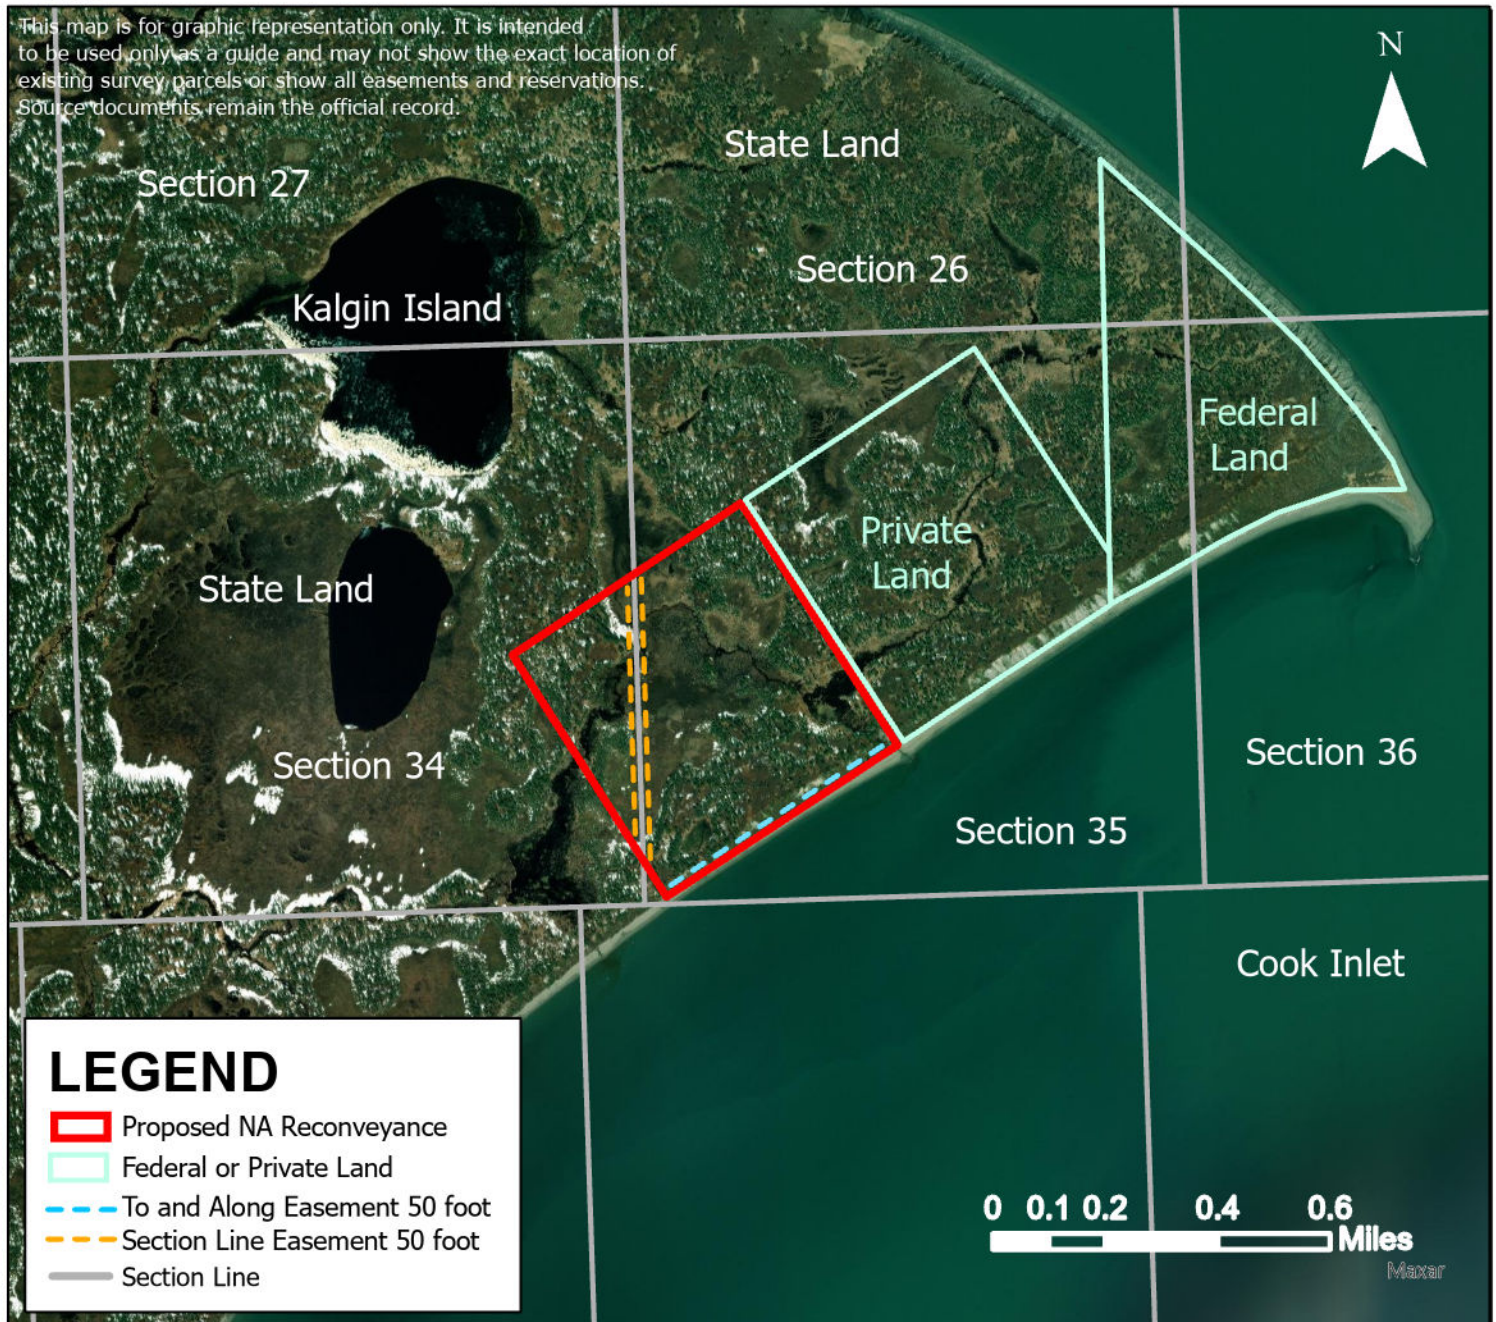 This map is for graphic representation only. It is intended
to be used only as a guide and may not show the exact location of
existing survey parcels or show all easements and reservations.
Source documents remain the official record.
N
State Land
Section 27
Section 26
Kalgin Island
Federal
Land
Private
Land
State Land
Section 34
Section 36
Section 35
Cook Inlet
LEGEND
Proposed NA Reconveyance
Federal or Private Land
To and Along Easement 50 foot
Section Line Easement 50 foot
Section Line
0 0.1 0.2 0.4 0.6
Miles
Maxar